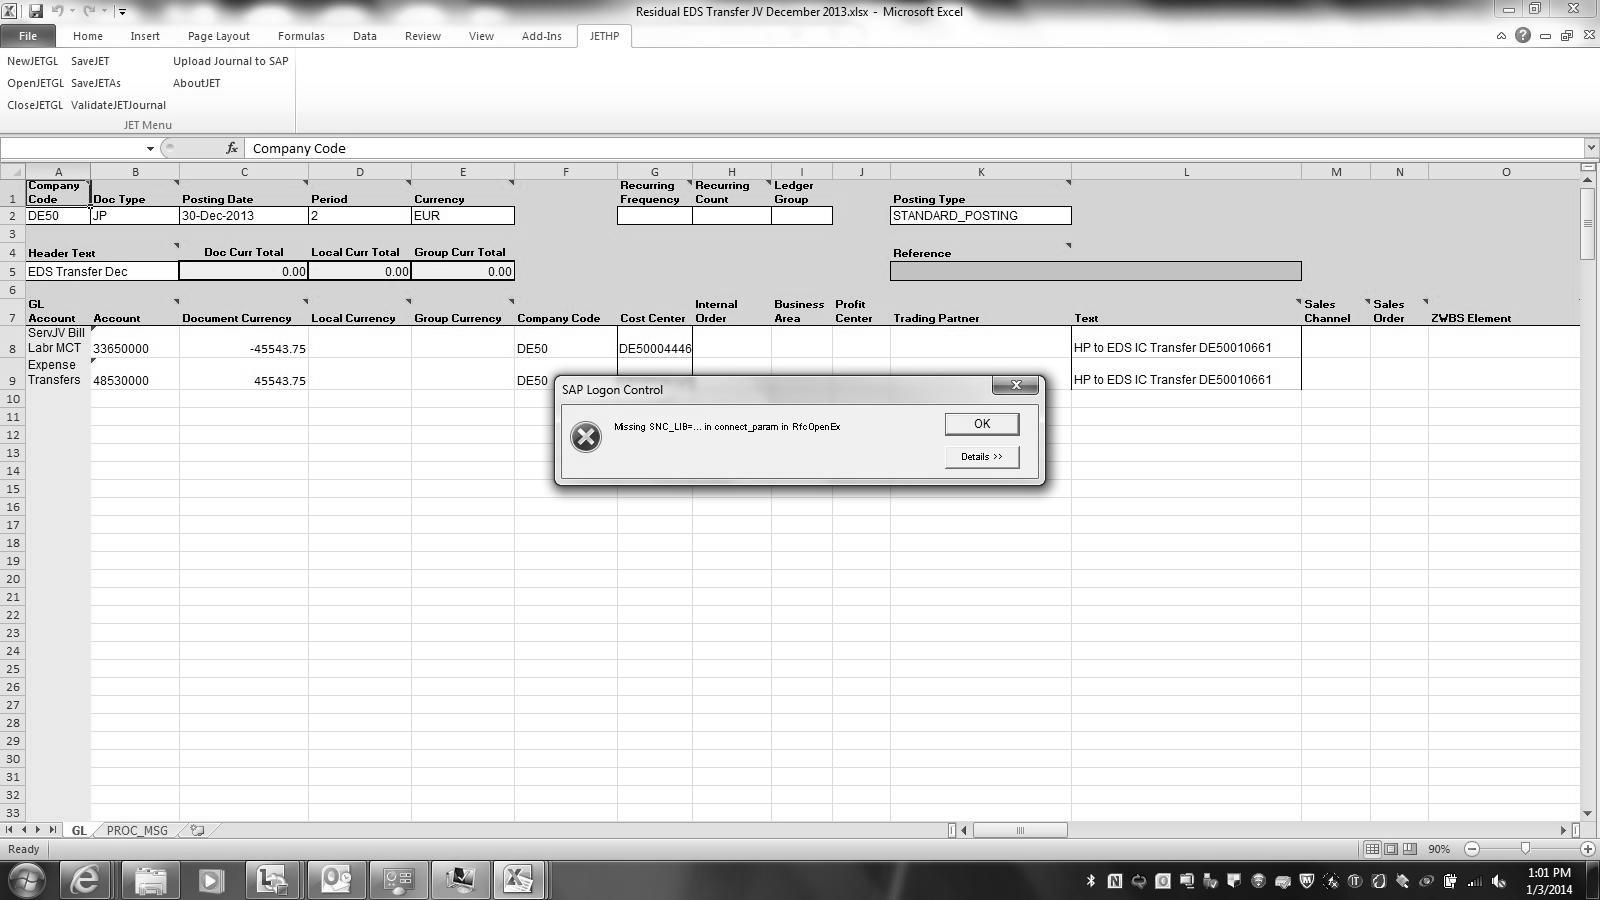 Residual EDS Transfer JV December 2013.xlsx - Microsoft Excel
File Home Insert Page Layout Formulas Data Review View Add-Ins JETHP
NewJETGL SaveJET Upload Journal to SAP
OpenJETGL SaveJETAs AboutJET
CloseJETGL ValidateJETJournal
JET Menu
fx Company Code
A B C D E F G H I J K L M N O
Company Recurring Recurring Ledger
1 Code Doc Type Posting Date Period Currency Frequency Count Group Posting Type
2 DE50 JP 30-Dec-2013 2 EUR STANDARD_POSTING
3
4 Header Text Doc Curr Total Local Curr Total Group Curr Total Reference
5 EDS Transfer Dec 0.00 0.00 0.00
6
GL Internal Business Profit Sales Sales
7 Account Account Document Currency Local Currency Group Currency Company Code Cost Center Order Area Center Trading Partner Text Channel Order ZWBS Element
ServJV Bill
8 Labr MCT 33650000 -45543.75 DE50 DE50004446 HP to EDS IC Transfer DE50010661
Expense
9 Transfers 48530000 45543.75 DE50 HP to EDS IC Transfer DE50010661
SAP Logon Control
Missing SNC_LIB=... in connect_param in RfcOpenEx
OK
Details >>
10
11
12
13
14
15
16
17
18
19
20
21
22
23
24
25
26
27
28
29
30
31
32
33
GL PROC_MSG
Ready 90%
1:01 PM
1/3/2014